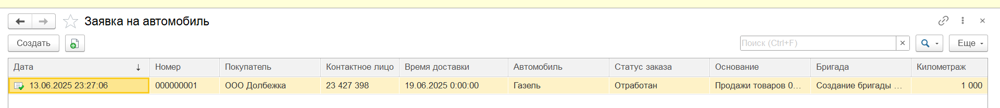 Заявка на автомобиль
Создать Поиск (Ctrl+F) × Еще
Дата Номер Покупатель Контактное лицо Время доставки Автомобиль Статус заказа Основание Бригада Километраж
13.06.2025 23:27:06 000000001 ООО Долбежка 23 427 398 19.06.2025 0:00:00 Газель Отработан Продажи товаров 0... Создание бригады ... 1 000